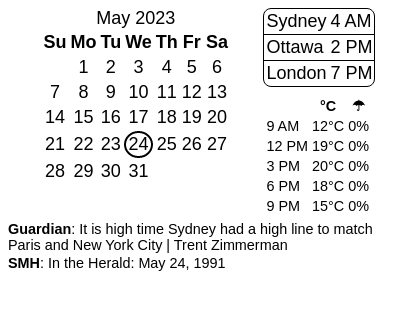 May 2023
Su Mo Tu We Th Fr Sa
1 2 3 4 5 6
7 8 9 10 11 12 13
14 15 16 17 18 19 20
21 22 23 24 25 26 27
28 29 30 31
Sydney 4 AM
Ottawa 2 PM
London 7 PM
°C ☂
9 AM 12°C 0%
12 PM 19°C 0%
3 PM 20°C 0%
6 PM 18°C 0%
9 PM 15°C 0%
Guardian: It is high time Sydney had a high line to match
Paris and New York City | Trent Zimmerman
SMH: In the Herald: May 24, 1991